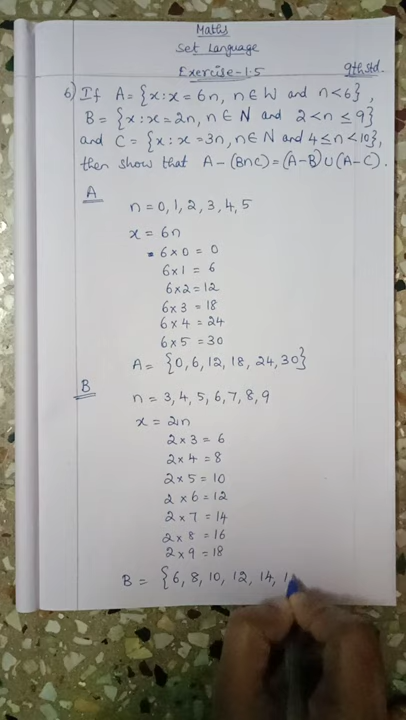 Maths
Set Language
Exercise-1.5 9th std.
6) If A = {x : x = 6n, n ∈ W and n < 6},
B = {x : x = 2n, n ∈ N and 2 < n ≤ 9}
and C = {x : x = 3n, n ∈ N and 4 ≤ n < 10},
then show that A - (B∩C) = (A-B) ∪ (A-C).
A
n = 0, 1, 2, 3, 4, 5
x = 6n
6 × 0 = 0
6 × 1 = 6
6 × 2 = 12
6 × 3 = 18
6 × 4 = 24
6 × 5 = 30
A = {0, 6, 12, 18, 24, 30}
B
n = 3, 4, 5, 6, 7, 8, 9
x = 2n
2 × 3 = 6
2 × 4 = 8
2 × 5 = 10
2 × 6 = 12
2 × 7 = 14
2 × 8 = 16
2 × 9 = 18
B = {6, 8, 10, 12, 14, 1